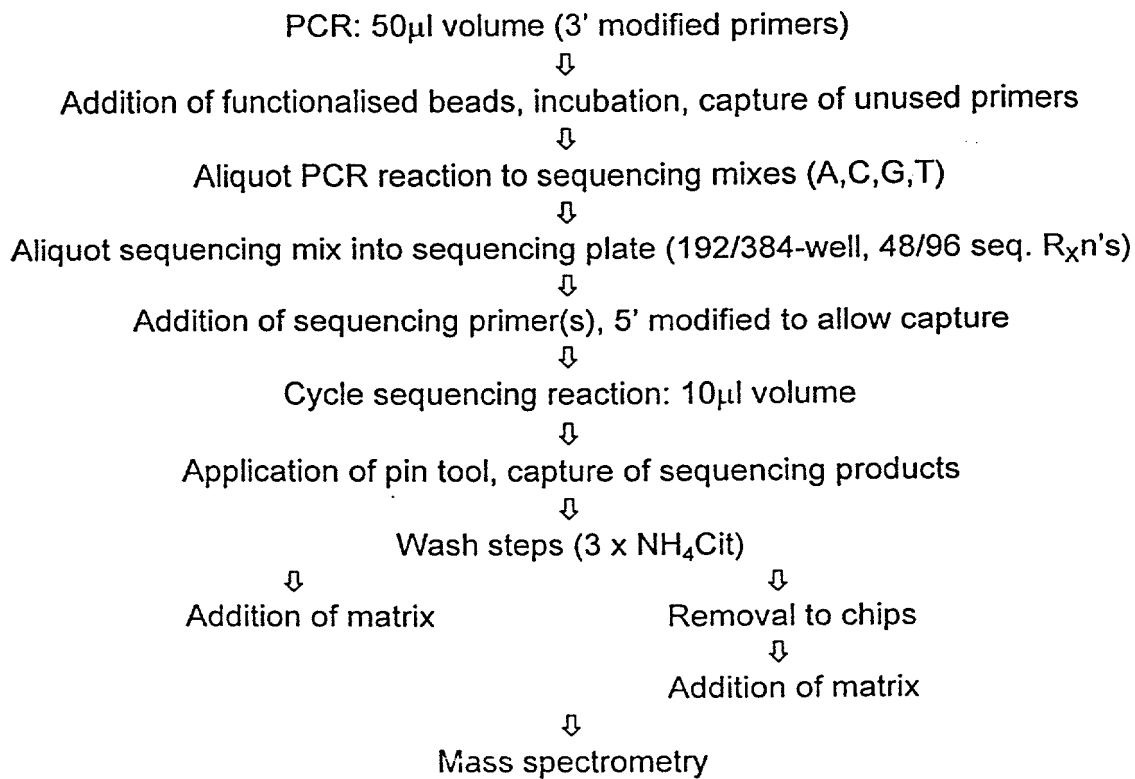 PCR: 50µl volume (3' modified primers)
⇩
Addition of functionalised beads, incubation, capture of unused primers
⇩
Aliquot PCR reaction to sequencing mixes (A,C,G,T)
⇩
Aliquot sequencing mix into sequencing plate (192/384-well, 48/96 seq. RXn's)
⇩
Addition of sequencing primer(s), 5' modified to allow capture
⇩
Cycle sequencing reaction: 10µl volume
⇩
Application of pin tool, capture of sequencing products
⇩
Wash steps (3 x NH₄Cit)
⇩ ⇩
Addition of matrix Removal to chips
⇩
Addition of matrix
⇩
Mass spectrometry